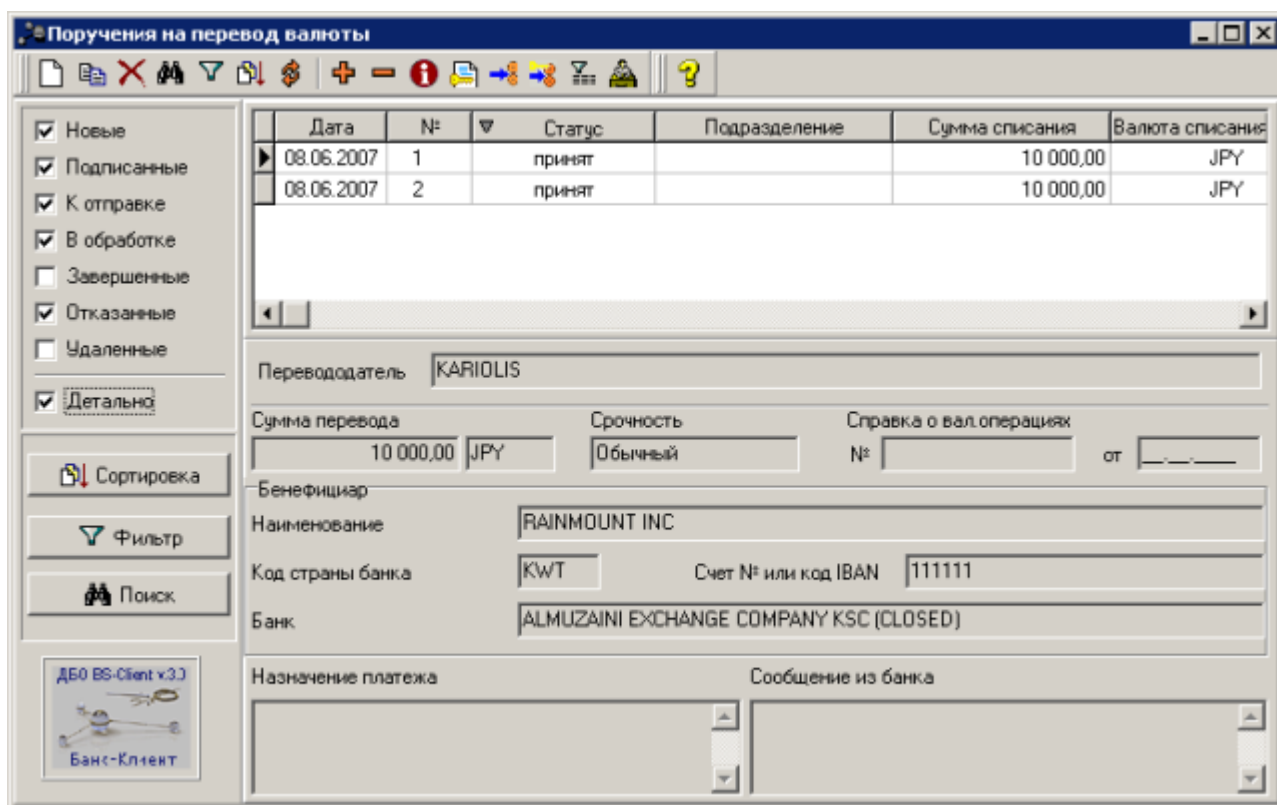 Поручения на перевод валюты
Новые
Подписанные
К отправке
В обработке
Завершенные
Отказанные
Удаленные
Детально
Сортировка
Фильтр
Поиск
ДБО BS-Client v.3.0
Банк-Клиент
Дата № Статус Подразделение Сумма списания Валюта списания
08.06.2007 1 принят 10 000,00 JPY
08.06.2007 2 принят 10 000,00 JPY
Перевододатель KARIOLIS
Сумма перевода Срочность Справка о вал.операциях
10 000,00 JPY Обычный № от __.__.____
Бенефициар
Наименование RAINMOUNT INC
Код страны банка KWT Счет № или код IBAN 111111
Банк ALMUZAINI EXCHANGE COMPANY KSC (CLOSED)
Назначение платежа Сообщение из банка